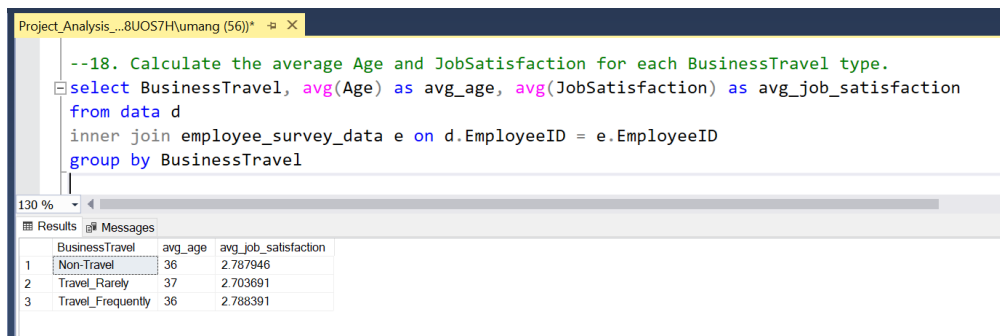 Project_Analysis_...8UOS7H\umang (56))*
--18. Calculate the average Age and JobSatisfaction for each BusinessTravel type.
select BusinessTravel, avg(Age) as avg_age, avg(JobSatisfaction) as avg_job_satisfaction
from data d
inner join employee_survey_data e on d.EmployeeID = e.EmployeeID
group by BusinessTravel
130 %
Results Messages
BusinessTravel avg_age avg_job_satisfaction
1 Non-Travel 36 2.787946
2 Travel_Rarely 37 2.703691
3 Travel_Frequently 36 2.788391